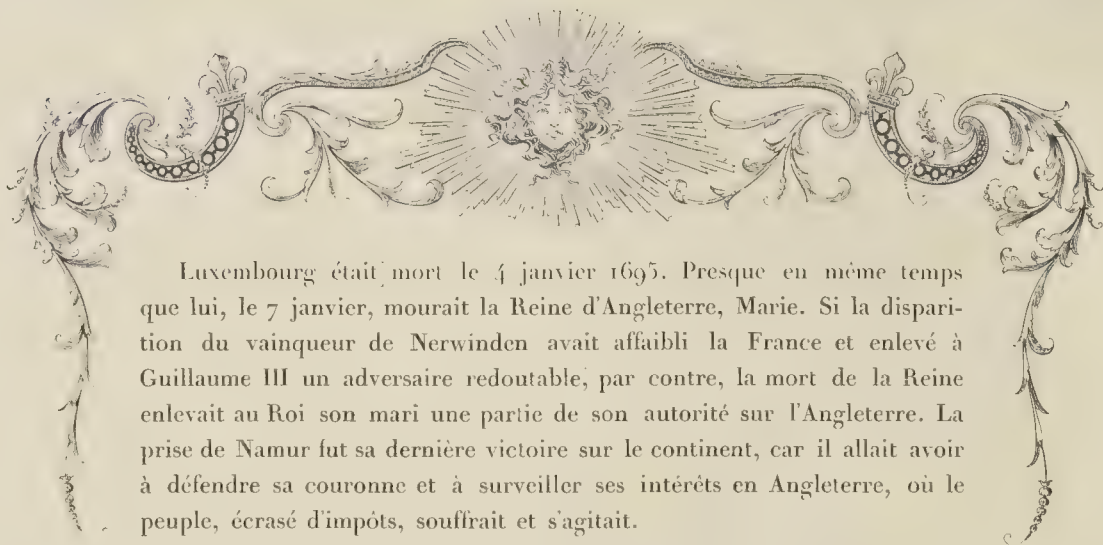 Luxembourg était mort le 4 janvier 1695. Presque en même temps
que lui, le 7 janvier, mourait la Reine d'Angleterre, Marie. Si la dispari-
tion du vainqueur de Nerwinden avait affaibli la France et enlevé à
Guillaume III un adversaire redoutable, par contre, la mort de la Reine
enlevait au Roi son mari une partie de son autorité sur l'Angleterre. La
prise de Namur fut sa dernière victoire sur le continent, car il allait avoir
à défendre sa couronne et à surveiller ses intérêts en Angleterre, où le
peuple, écrasé d'impôts, souffrait et s'agitait.